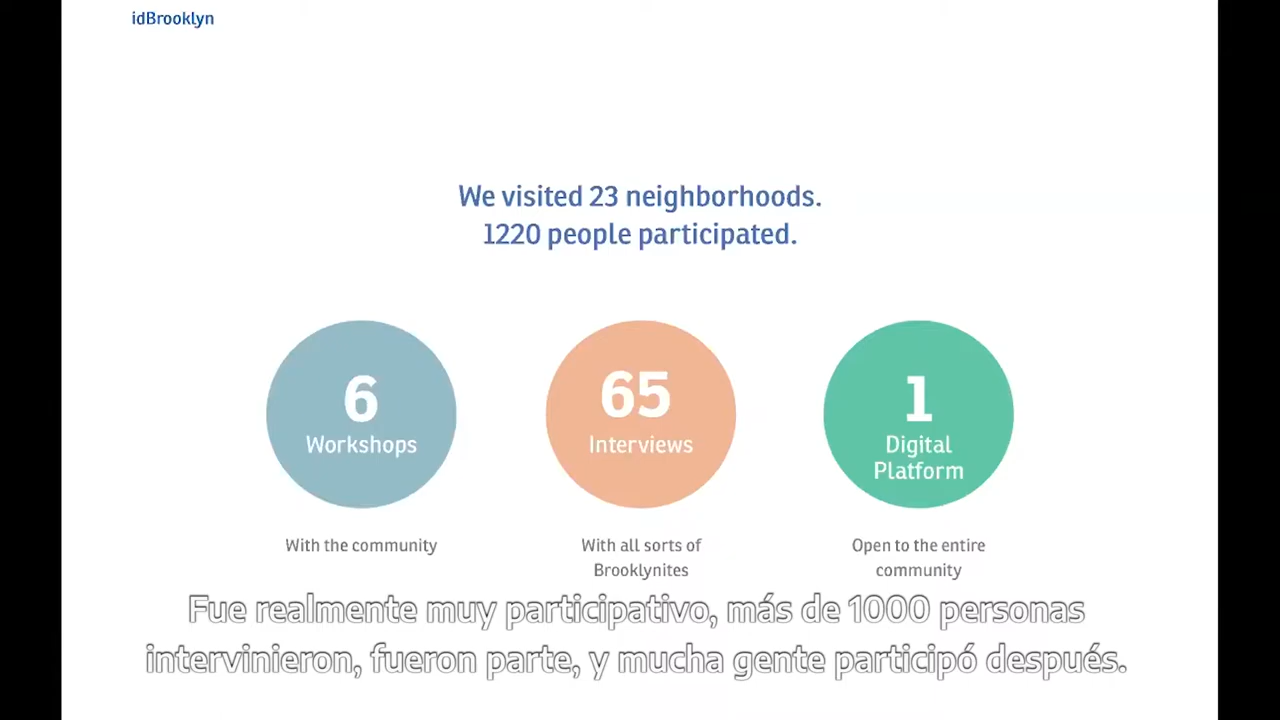 idBrooklyn
We visited 23 neighborhoods.
1220 people participated.
6
Workshops
65
Interviews
1
Digital
Platform
With the community
With all sorts of
Brooklynites
Open to the entire
community
Fue realmente muy participativo, más de 1000 personas
intervinieron, fueron parte, y mucha gente participó después.